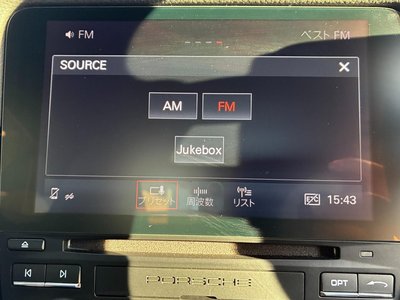 FM ベスト FM
SOURCE
AM FM
Jukebox
プリセット 周波数 リスト 15:43
PORSCHE
OPT